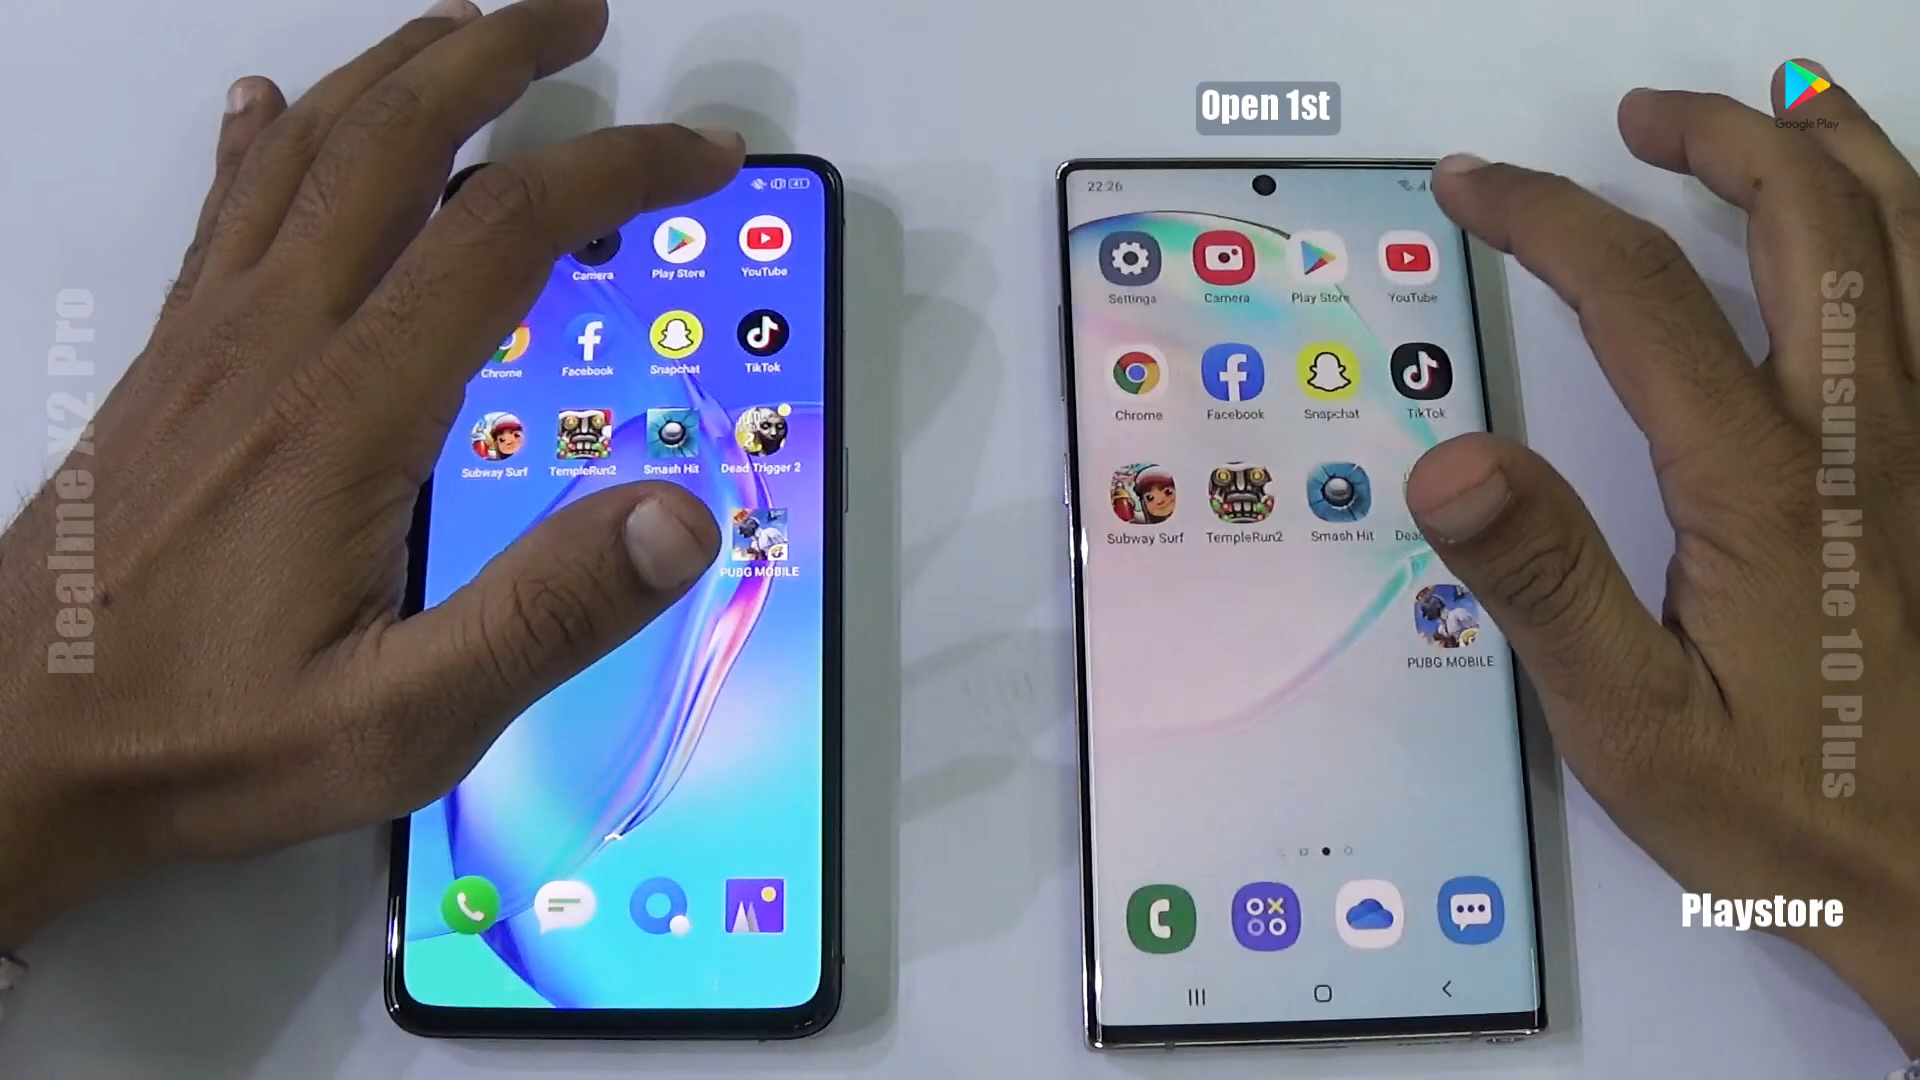 Open 1st
Google Play
Realme X2 Pro
Samsung Note 10 Plus
41
Camera
Play Store
YouTube
Chrome
Facebook
Snapchat
TikTok
Subway Surf
TempleRun2
Smash Hit
Dead Trigger 2
PUBG MOBILE
22:26
Settings
Camera
Play Store
YouTube
Chrome
Facebook
Snapchat
TikTok
Subway Surf
TempleRun2
Smash Hit
Dead
PUBG MOBILE
Playstore